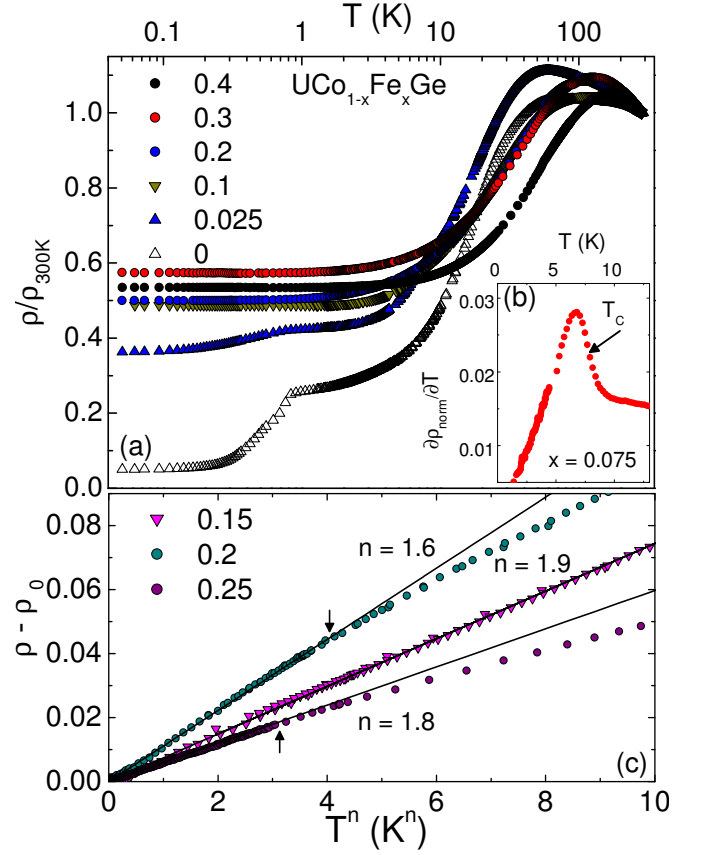 T (K)
0.1 1 10 100
UCo1-xFexGe
0.4
0.3
0.2
0.1
0.025
0
1.0
0.8
0.6
0.4
0.2
0.0
ρ/ρ300K
(a)
T (K)
0 5 10
(b)
0.03
0.02
0.01
TC
∂ρnorm/∂T
x = 0.075
0.08
0.06
0.04
0.02
0.00
ρ - ρ0
0.15
0.2
0.25
n = 1.6
n = 1.9
n = 1.8
(c)
0 2 4 6 8 10
Tn (Kn)